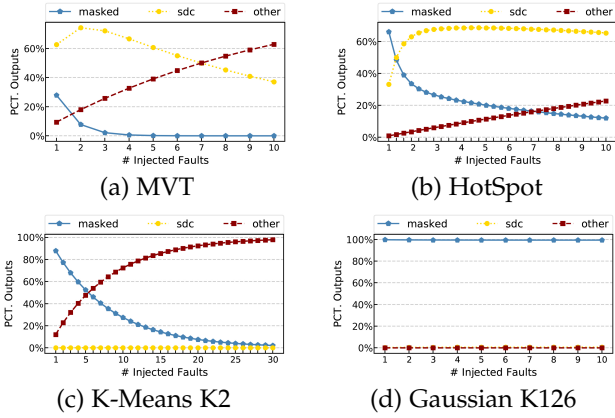 masked sdc other
60%
40%
20%
0%
PCT. Outputs
1 2 3 4 5 6 7 8 9 10
# Injected Faults
(a) MVT
masked sdc other
60%
40%
20%
0%
PCT. Outputs
1 2 3 4 5 6 7 8 9 10
# Injected Faults
(b) HotSpot
masked sdc other
100%
80%
60%
40%
20%
0%
PCT. Outputs
1 5 10 15 20 25 30
# Injected Faults
(c) K-Means K2
masked sdc other
100%
80%
60%
40%
20%
0%
PCT. Outputs
1 2 3 4 5 6 7 8 9 10
# Injected Faults
(d) Gaussian K126